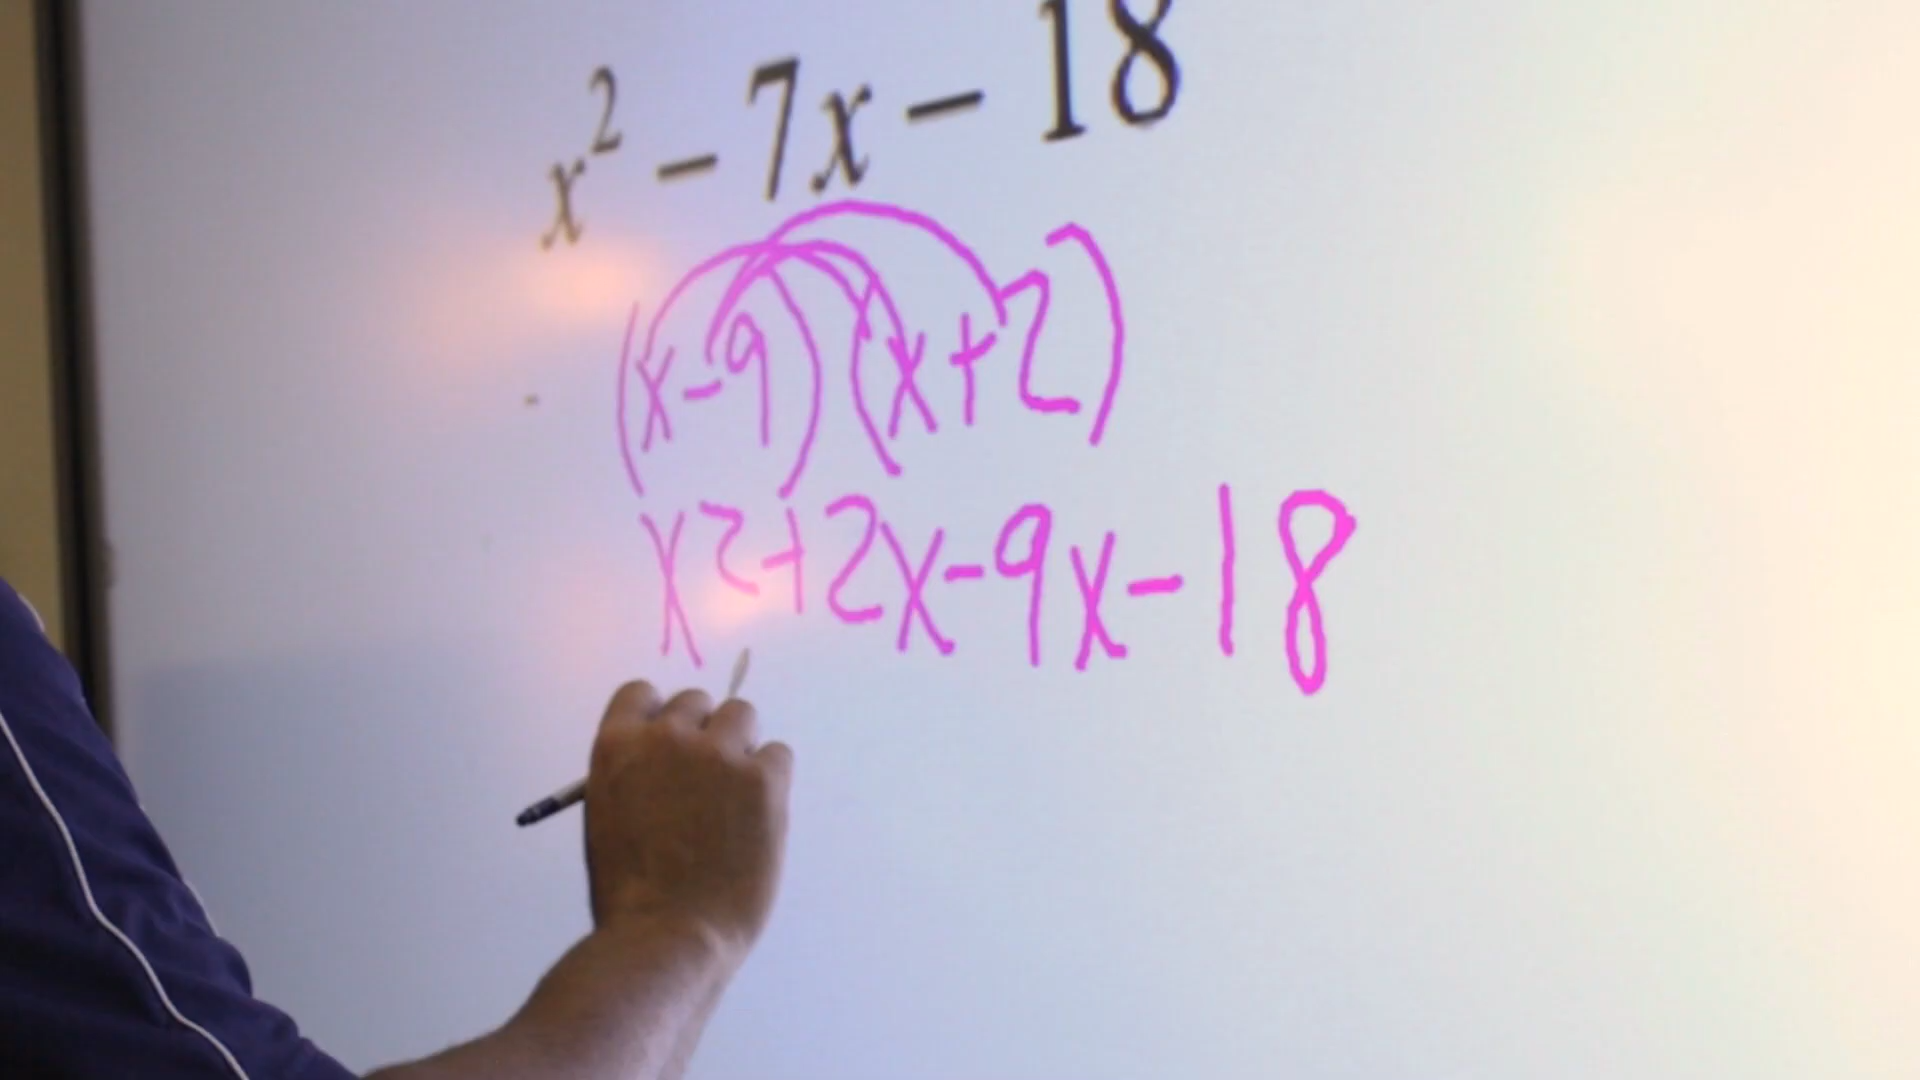 x² − 7x − 18
(x-9)(x+2)
x²+2x-9x-18